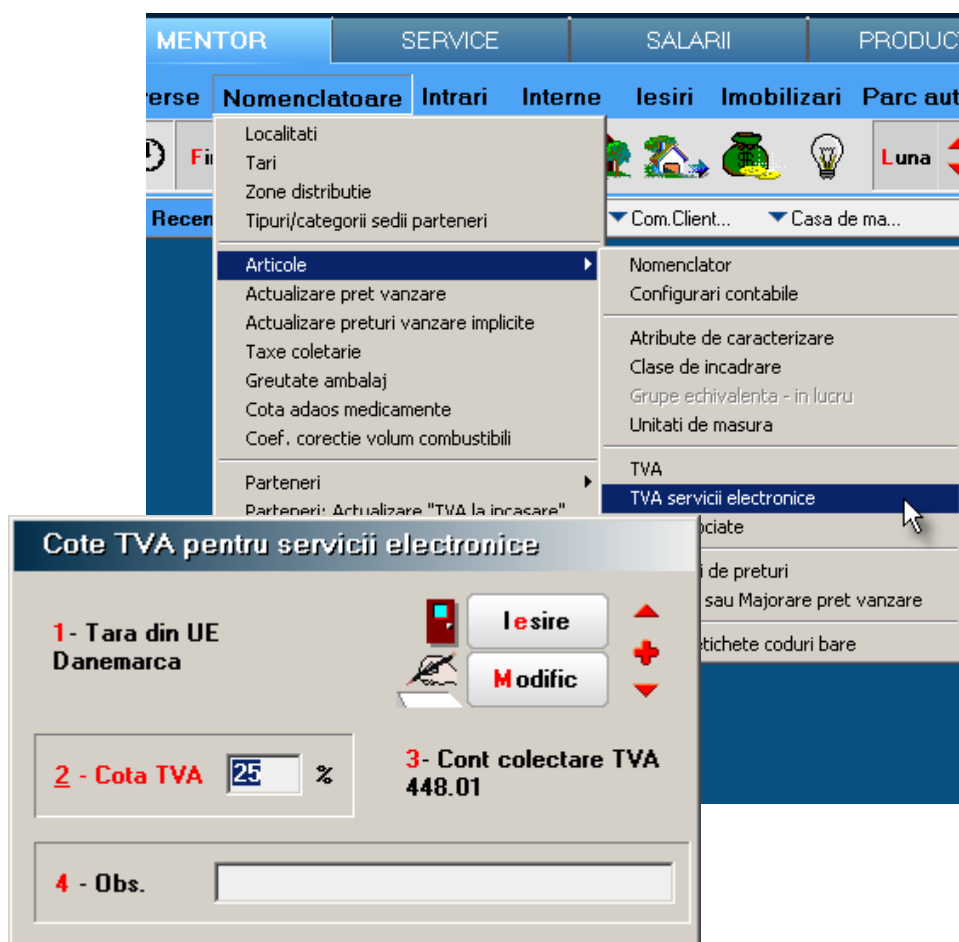 MENTOR SERVICE SALARII PRODUC
erse Nomenclatoare Intrari Interne Iesiri Imobilizari Parc aut
Fi Luna
Recen Com.Client... Casa de ma...
Localitati
Tari
Zone distributie
Tipuri/categorii sedii parteneri
Articole
Actualizare pret vanzare
Actualizare preturi vanzare implicite
Taxe coletarie
Greutate ambalaj
Cota adaos medicamente
Coef. corectie volum combustibili
Parteneri
Parteneri: Actualizare "TVA la incasare"
Nomenclator
Configurari contabile
Atribute de caracterizare
Clase de incadrare
Grupe echivalenta - in lucru
Unitati de masura
TVA
TVA servicii electronice
ociate
i de preturi
sau Majorare pret vanzare
etichete coduri bare
Cote TVA pentru servicii electronice
1- Tara din UE
Danemarca
Iesire
Modific
2 - Cota TVA 25 %
3- Cont colectare TVA
448.01
4 - Obs.